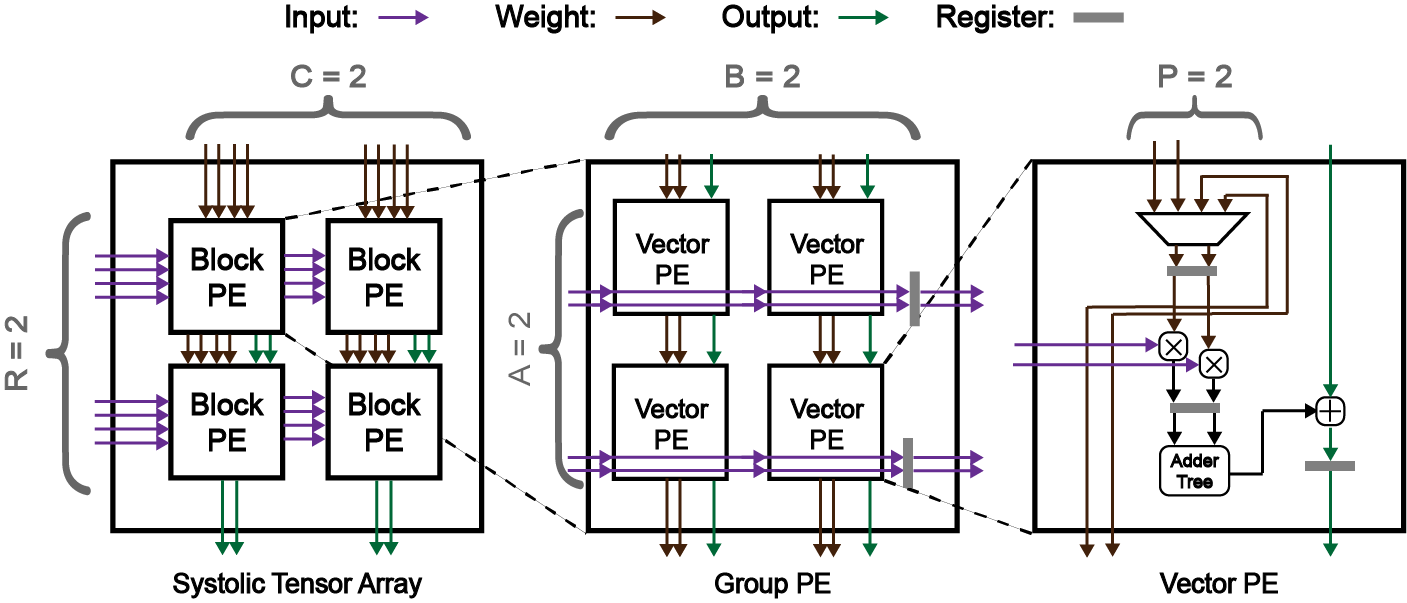 Input: Weight: Output: Register:
C = 2 B = 2 P = 2
R = 2
A = 2
Block
PE
Block
PE
Block
PE
Block
PE
Vector
PE
Vector
PE
Vector
PE
Vector
PE
×
×
+
Adder
Tree
Systolic Tensor Array Group PE Vector PE